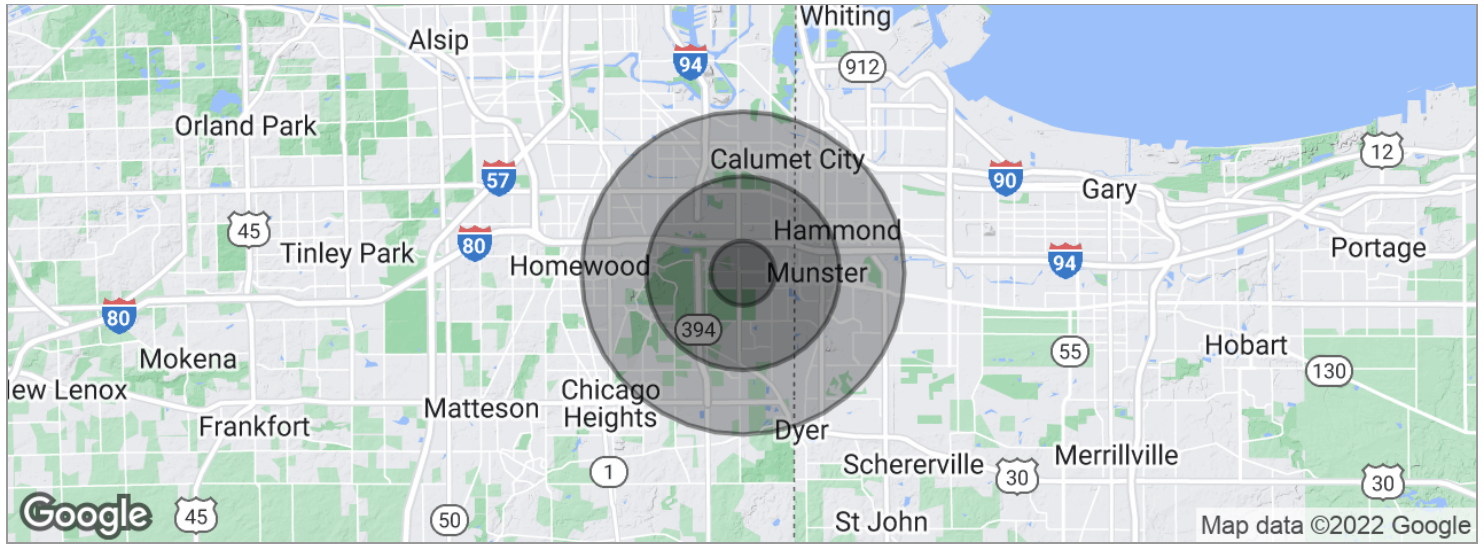 Whiting
Alsip
94
912
Orland Park
12
Calumet City
57
90
Gary
45
Hammond
80
Tinley Park
Portage
Homewood
Munster
94
80
394
Hobart
Mokena
55
130
New Lenox
Chicago
Heights
Matteson
Frankfort
Dyer
Merrillville
Schererville
1
30
30
Google
45
50
St John
Map data ©2022 Google